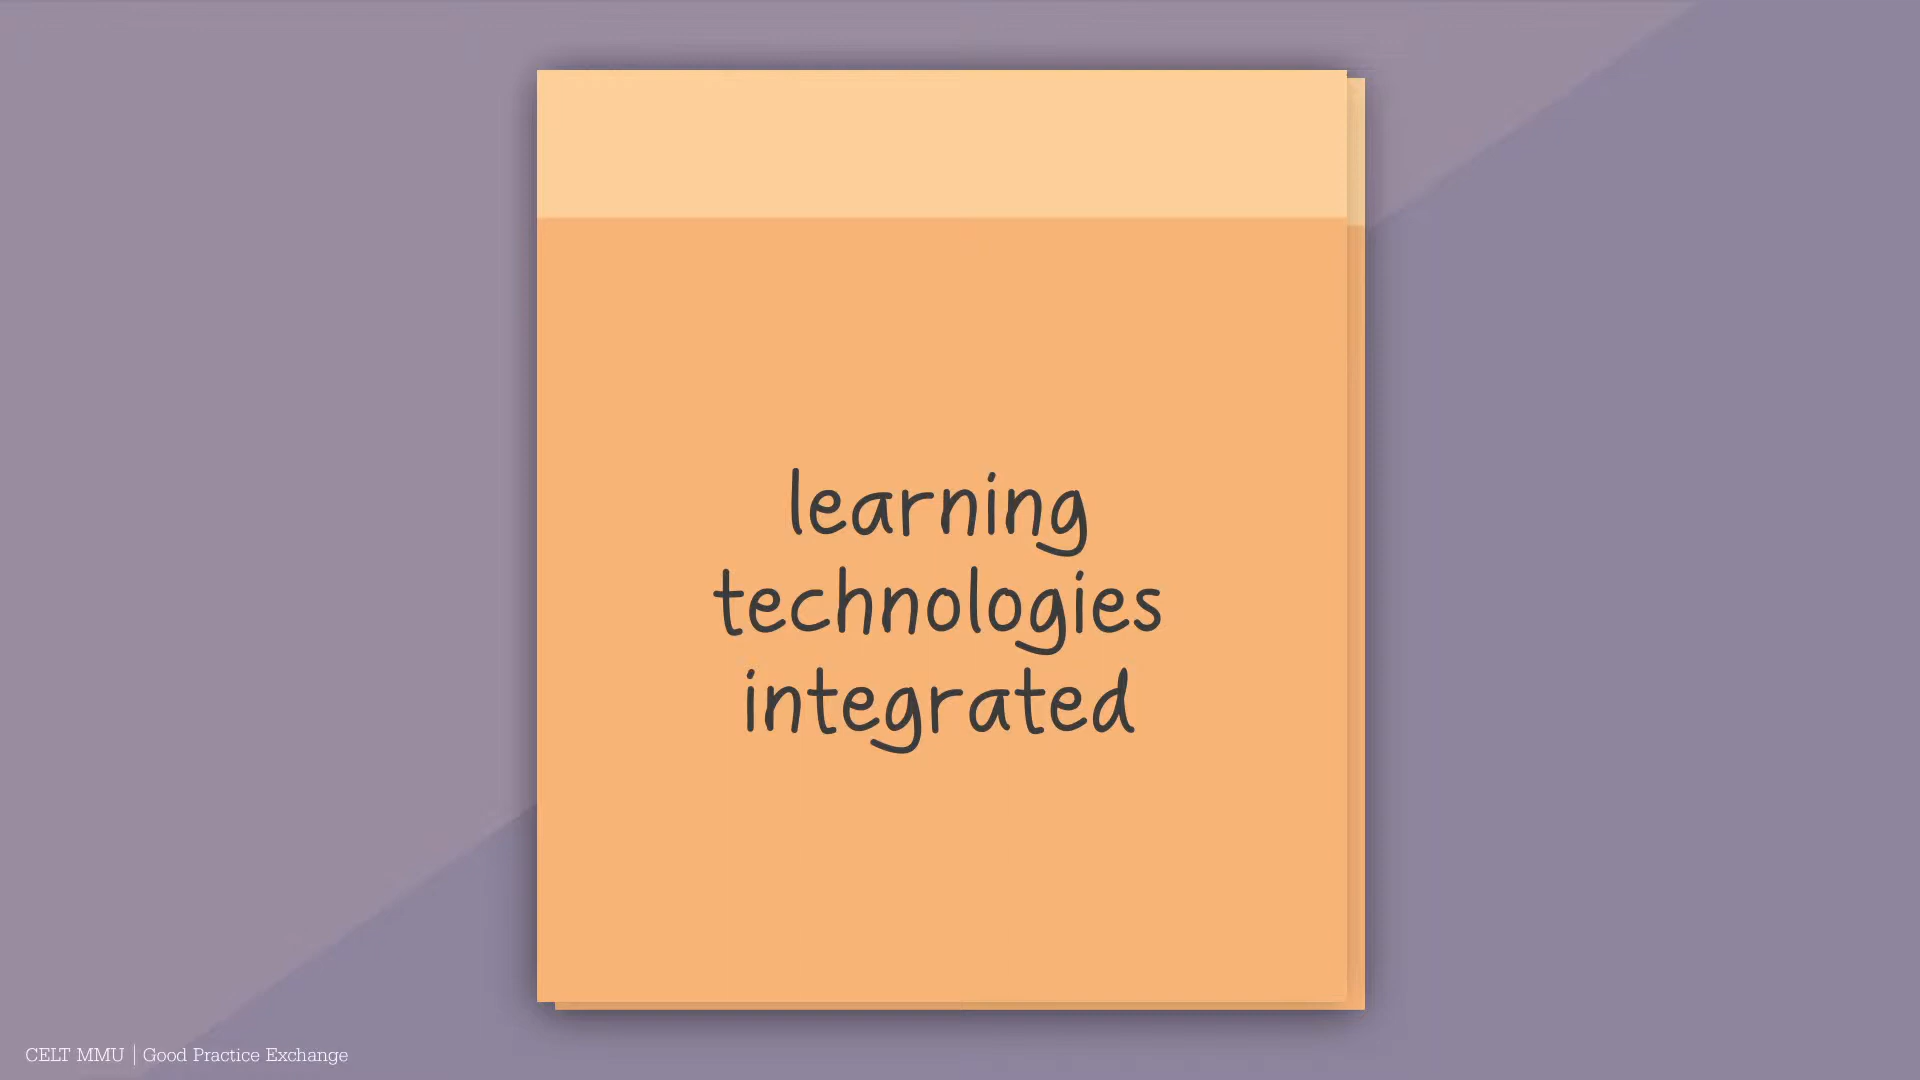 learning
technologies
integrated
CELT MMU | Good Practice Exchange